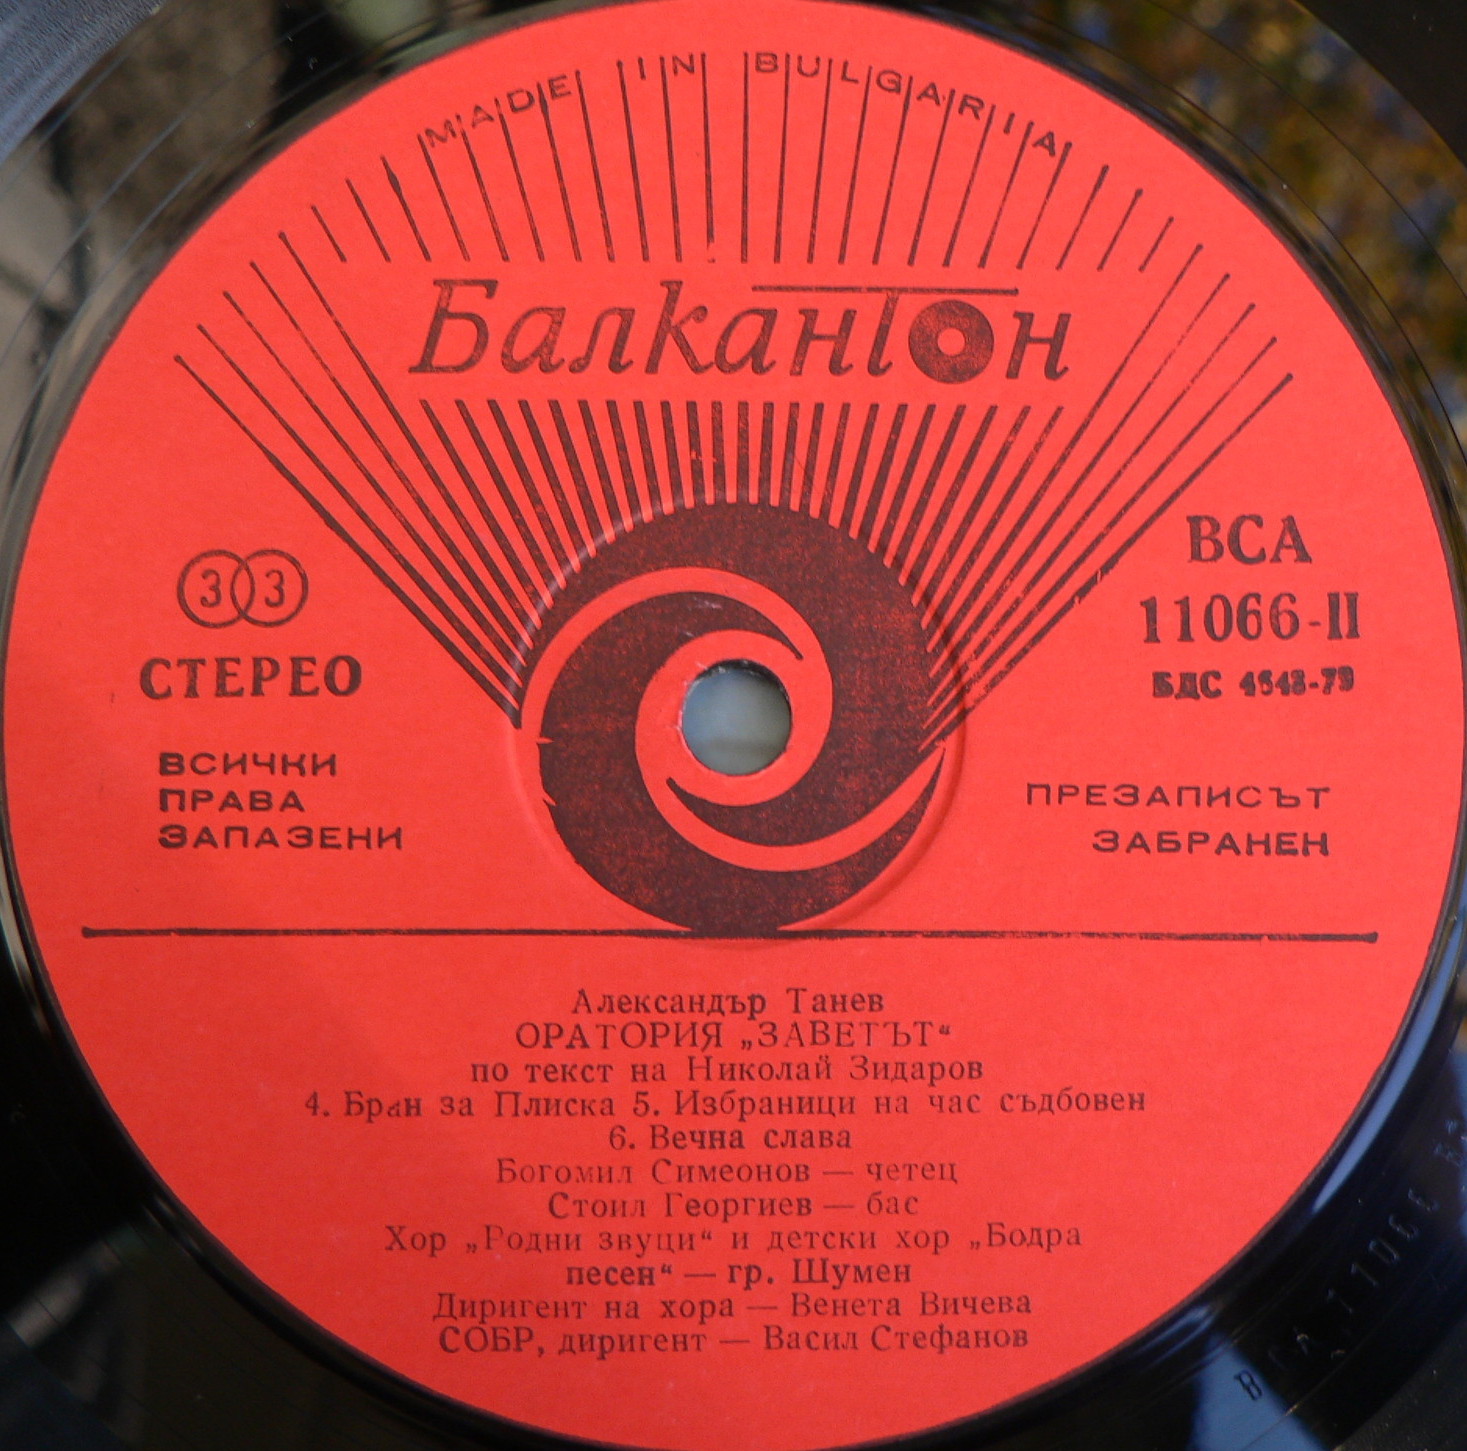 MADE IN BULGARIA
Балкантон
33
СТЕРЕО
ВСИЧКИ
ПРАВА
ЗАПАЗЕНИ
ВСА
11066-II
БДС 4543-79
ПРЕЗАПИСЪТ
ЗАБРАНЕН
Александър Танев
ОРАТОРИЯ „ЗАВЕТЪТ“
по текст на Николай Зидаров
4. Бран за Плиска 5. Избраници на час съдбовен
6. Вечна слава
Богомил Симеонов — четец
Стоил Георгиев — бас
Хор „Родни звуци“ и детски хор „Бодра
песен“ — гр. Шумен
Диригент на хора — Венета Вичева
СОБР, диригент — Васил Стефанов